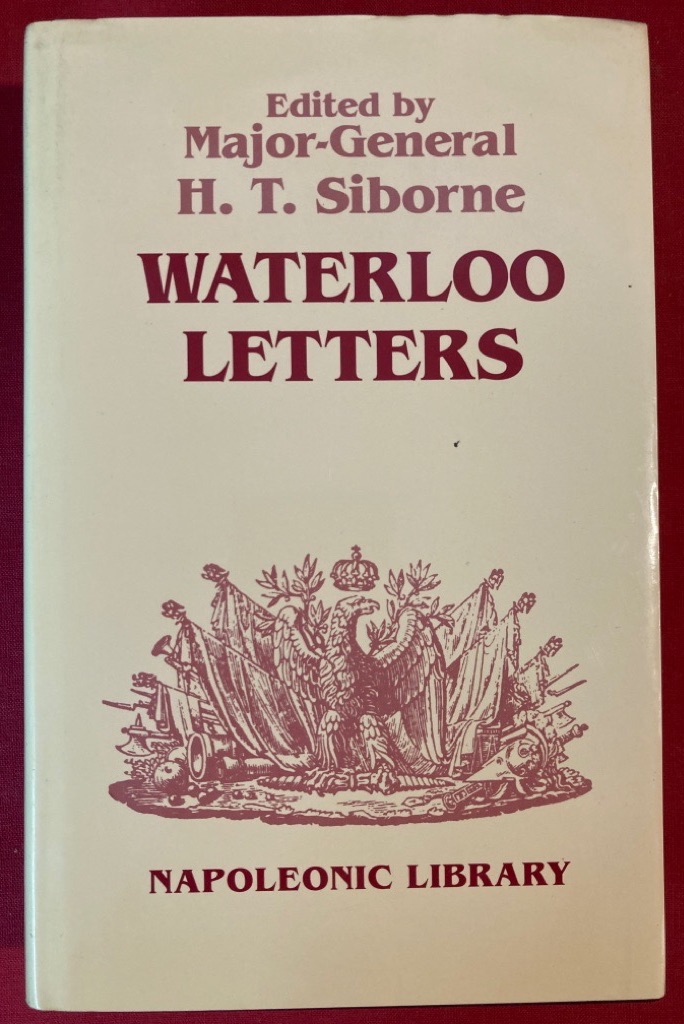 Edited by
Major-General
H. T. Siborne
WATERLOO
LETTERS
NAPOLEONIC LIBRARY